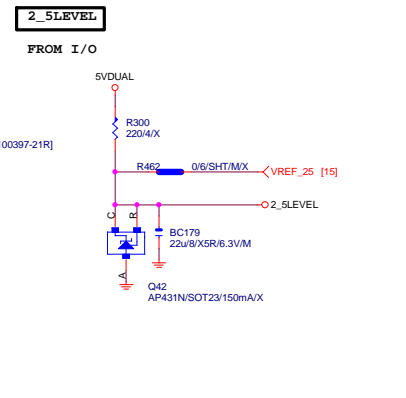 2_5LEVEL
FROM I/O
5VDUAL
R300
220/4/X
00397-21R]
R462
0/6/SHT/M/X
VREF_25 [15]
2_5LEVEL
C
R
BC179
22u/8/X5R/6.3V/M
A
Q42
AP431N/SOT23/150mA/X